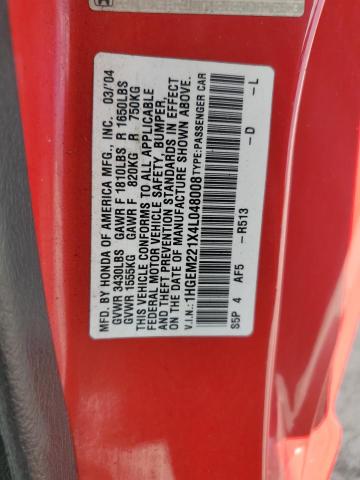 MFD. BY HONDA OF AMERICA MFG., INC. 03/'04
GVWR 3430LBS GAWR F 1810LBS R 1650LBS
GVWR 1555KG GAWR F 820KG R 750KG
THIS VEHICLE CONFORMS TO ALL APPLICABLE
FEDERAL MOTOR VEHICLE SAFETY, BUMPER,
AND THEFT PREVENTION STANDARDS IN EFFECT
ON THE DATE OF MANUFACTURE SHOWN ABOVE.
V.I.N.: 1HGEM221X4L048008 TYPE: PASSENGER CAR
S5P 4 AF5 -R513 -D -L